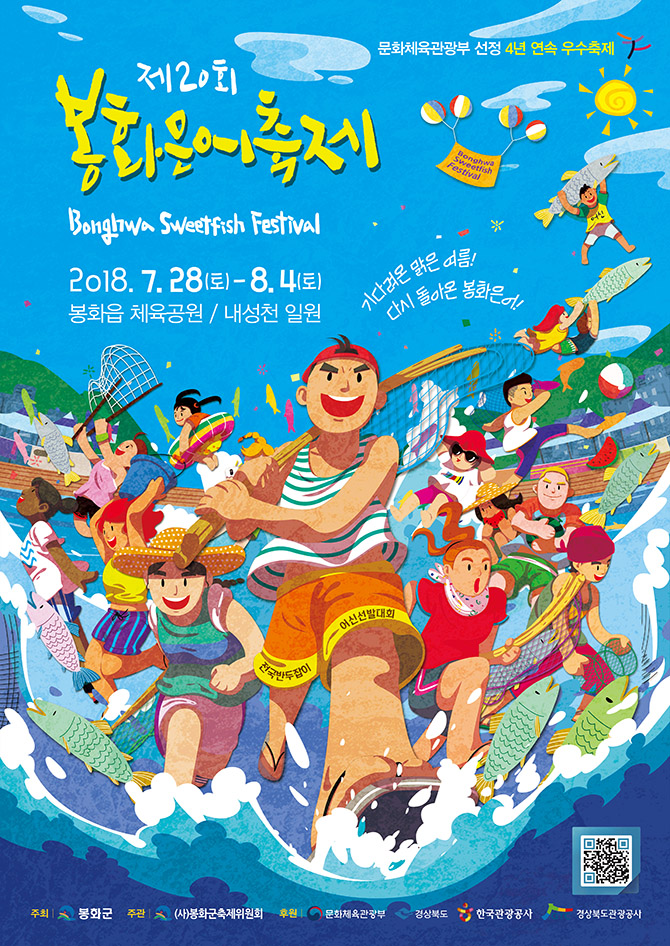 문화체육관광부 선정 4년 연속 우수축제
제20회
봉화은어축제
Bonghwa Sweetfish Festival
Bonghwa
Sweetfish
Festival
2018. 7. 28(토) - 8. 4(토)
봉화읍 체육공원 / 내성천 일원
기다려온 맑은 여름!
다시 돌아온 봉화은어!
어신
전국반두잡이
어신선발대회
주최 봉화군 주관 (사)봉화군축제위원회 후원 문화체육관광부 경상북도 한국관광공사 경상북도관광공사